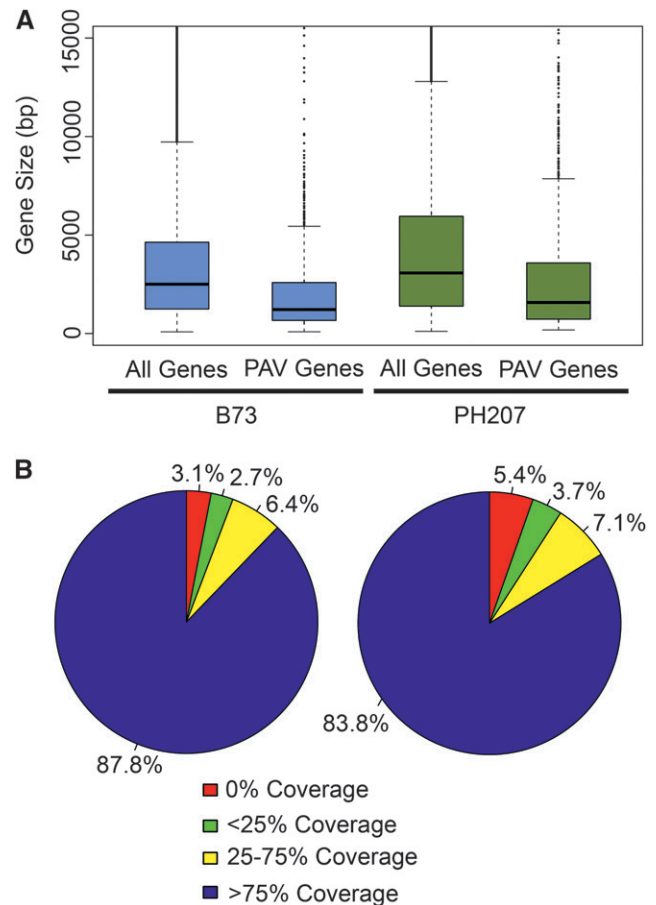 A
Gene Size (bp)
15000
10000
5000
0
All Genes PAV Genes All Genes PAV Genes
B73 PH207
B
3.1% 2.7% 6.4% 87.8%
5.4% 3.7% 7.1% 83.8%
0% Coverage
<25% Coverage
25-75% Coverage
>75% Coverage